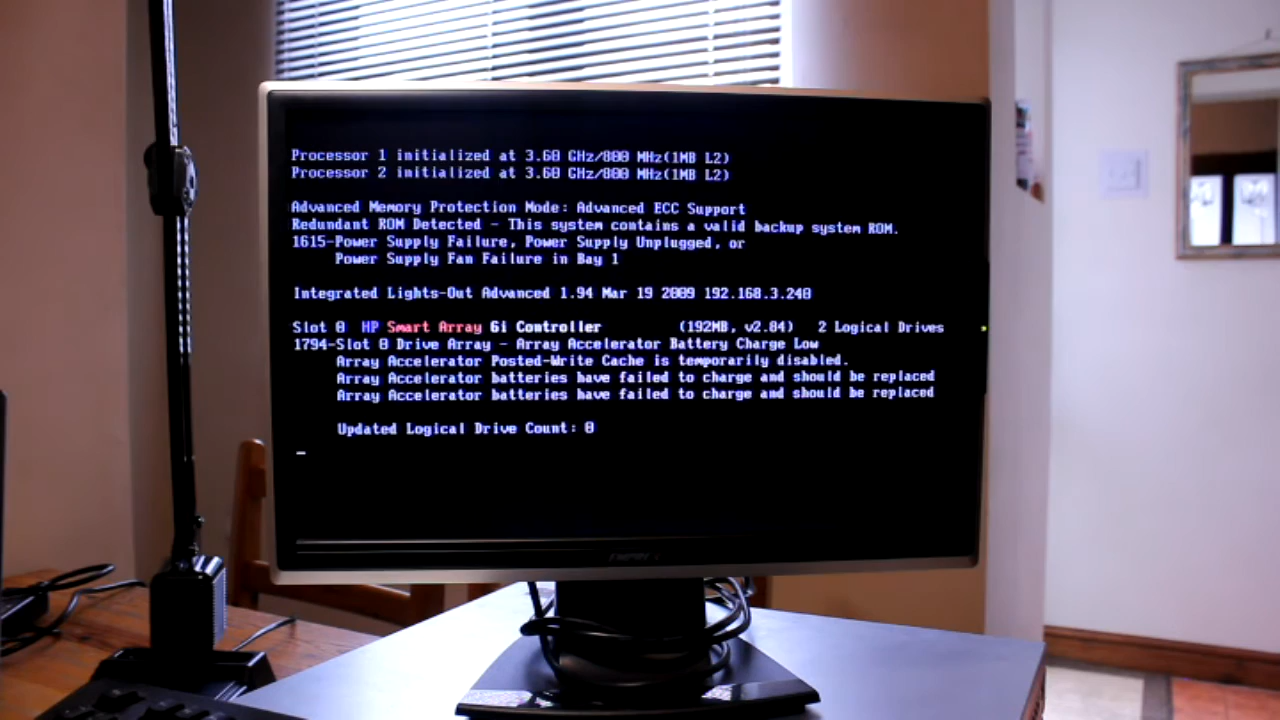 Processor 1 initialized at 3.60 GHz/800 MHz(1MB L2)
Processor 2 initialized at 3.60 GHz/800 MHz(1MB L2)
Advanced Memory Protection Mode: Advanced ECC Support
Redundant ROM Detected - This system contains a valid backup system ROM.
1615-Power Supply Failure, Power Supply Unplugged, or
Power Supply Fan Failure in Bay 1
Integrated Lights-Out Advanced 1.94 Mar 19 2009 192.168.3.240
Slot 0 HP Smart Array 6i Controller (192MB, v2.84) 2 Logical Drives
1794-Slot 0 Drive Array - Array Accelerator Battery Charge Low
Array Accelerator Posted-Write Cache is temporarily disabled.
Array Accelerator batteries have failed to charge and should be replaced
Array Accelerator batteries have failed to charge and should be replaced
Updated Logical Drive Count: 0